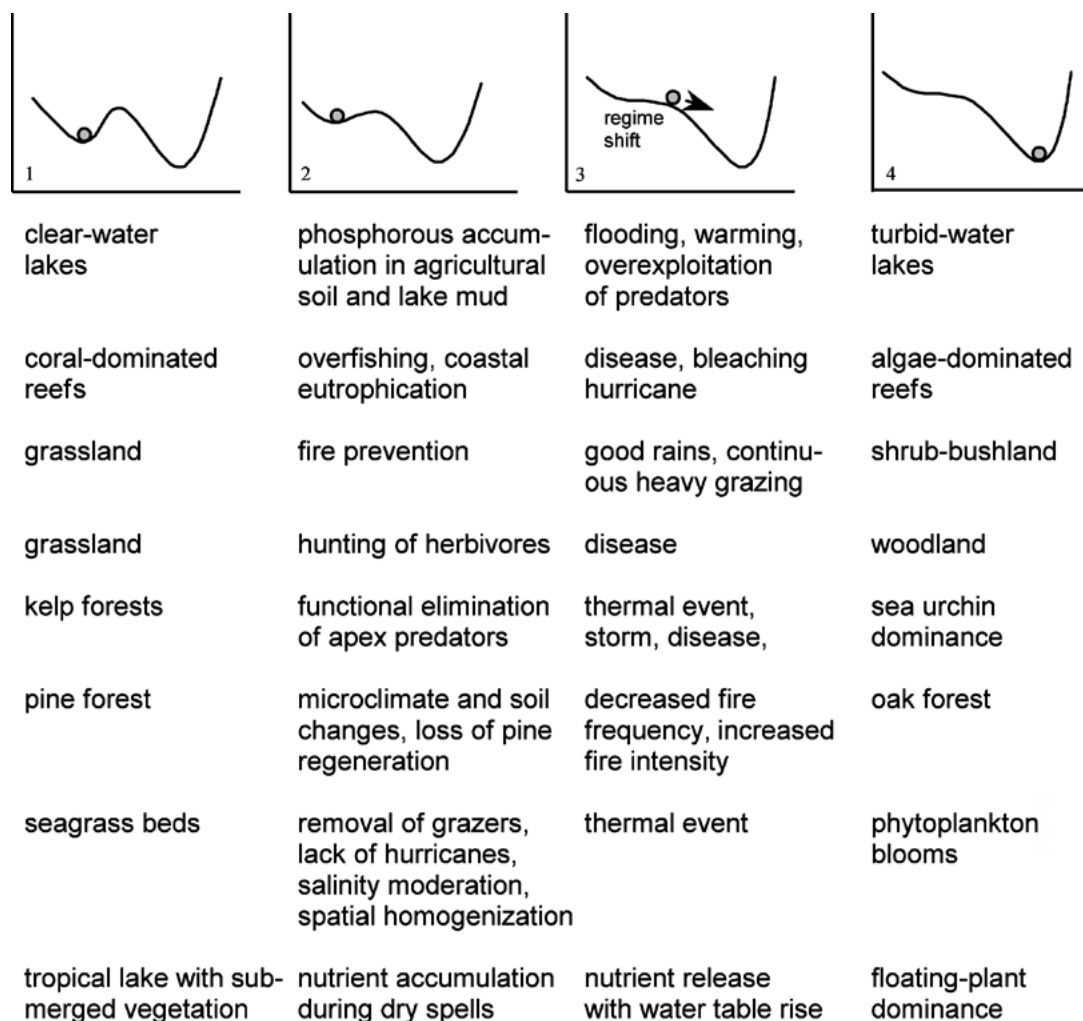 1
2
regime
shift
3
4
clear-water
lakes
phosphorous accum-
ulation in agricultural
soil and lake mud
flooding, warming,
overexploitation
of predators
turbid-water
lakes
coral-dominated
reefs
overfishing, coastal
eutrophication
disease, bleaching
hurricane
algae-dominated
reefs
grassland
fire prevention
good rains, continu-
ous heavy grazing
shrub-bushland
grassland
hunting of herbivores
disease
woodland
kelp forests
functional elimination
of apex predators
thermal event,
storm, disease,
sea urchin
dominance
pine forest
microclimate and soil
changes, loss of pine
regeneration
decreased fire
frequency, increased
fire intensity
oak forest
seagrass beds
removal of grazers,
lack of hurricanes,
salinity moderation,
spatial homogenization
thermal event
phytoplankton
blooms
tropical lake with sub-
merged vegetation
nutrient accumulation
during dry spells
nutrient release
with water table rise
floating-plant
dominance